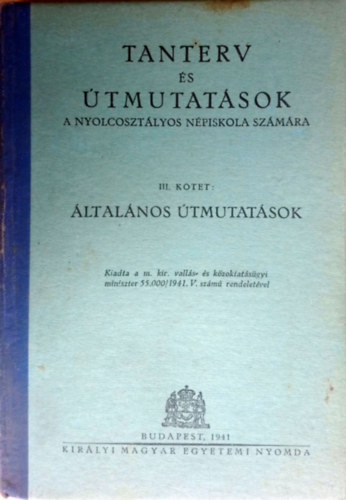 TANTERV
ÉS
ÚTMUTATÁSOK
A NYOLCOSZTÁLYOS NÉPISKOLA SZÁMÁRA
III. KÖTET:
ÁLTALÁNOS ÚTMUTATÁSOK
Kiadta a m. kir. vallás- és közoktatásügyi
miniszter 55.000/1941. V. számú rendeletével
BUDAPEST, 1941
KIRÁLYI MAGYAR EGYETEMI NYOMDA